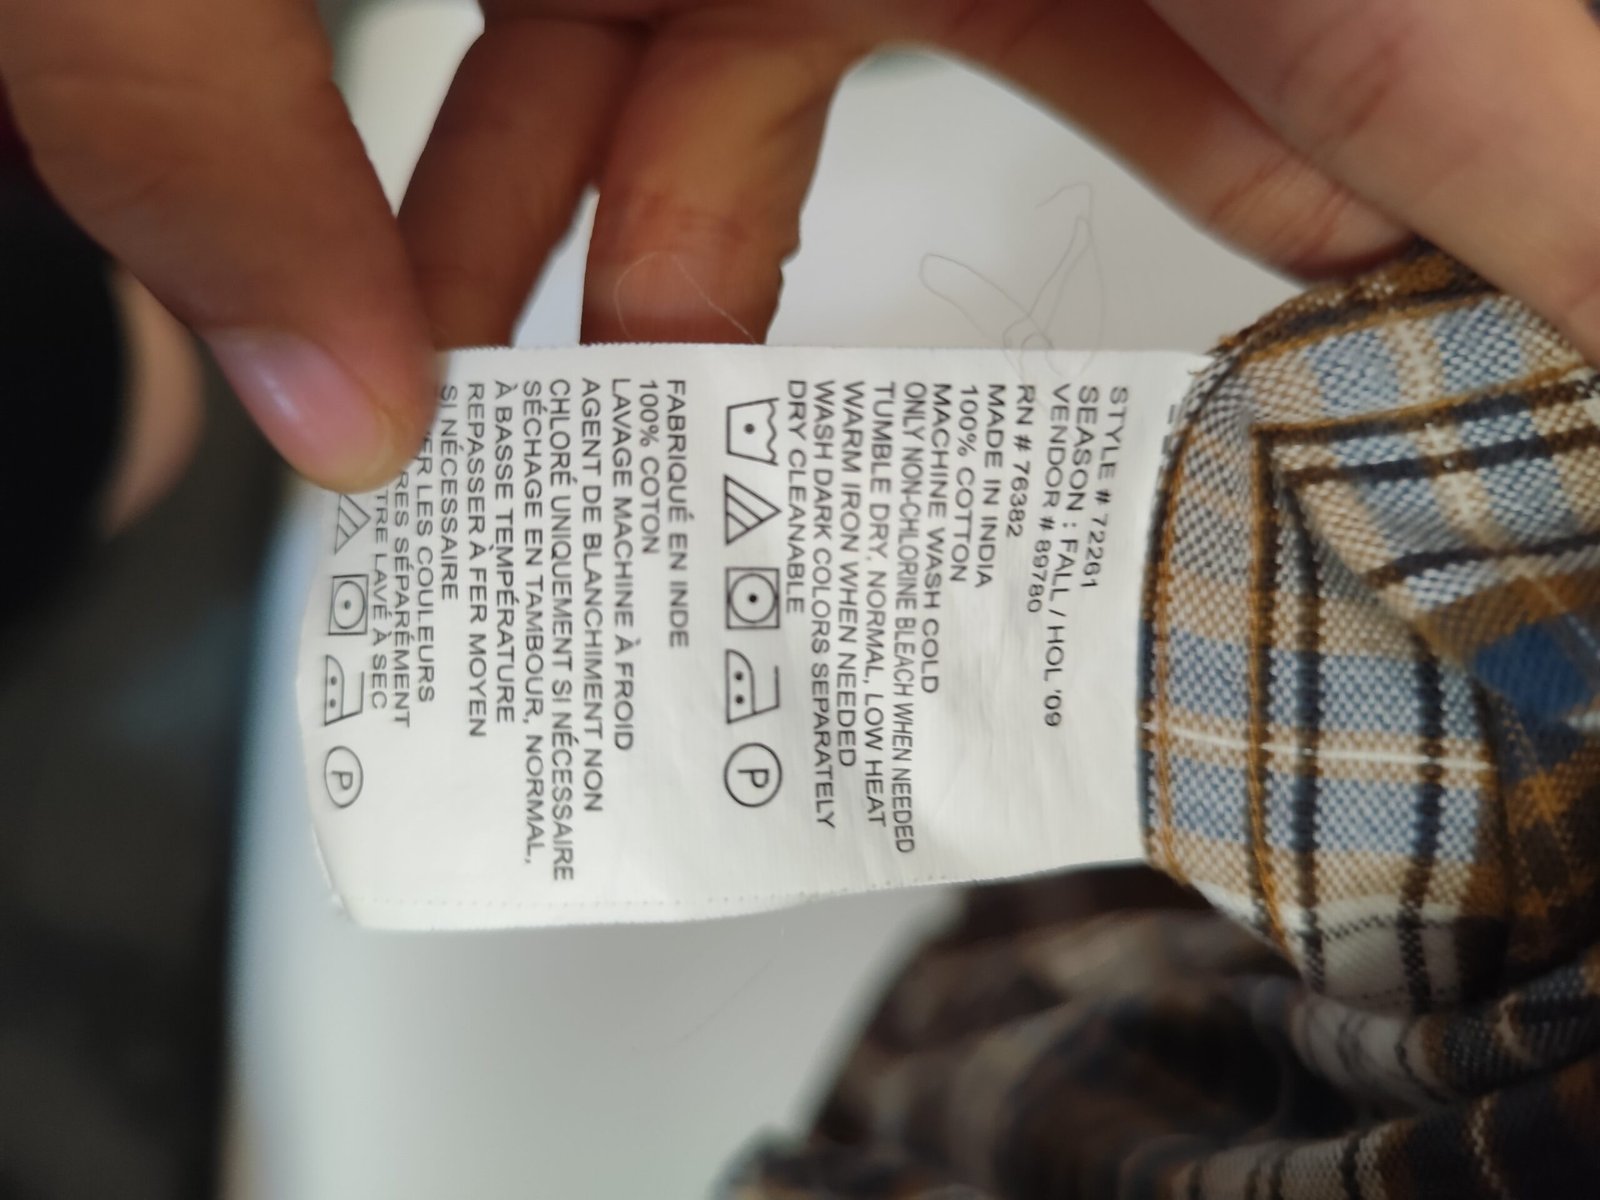 STYLE # 72261
SEASON : FALL / HOL '09
VENDOR # 89780
RN # 76382
MADE IN INDIA
100% COTTON
MACHINE WASH COLD
ONLY NON-CHLORINE BLEACH WHEN NEEDED
TUMBLE DRY, NORMAL, LOW HEAT
WARM IRON WHEN NEEDED
WASH DARK COLORS SEPARATELY
DRY CLEANABLE
P
FABRIQUÉ EN INDE
100% COTON
LAVAGE MACHINE À FROID
AGENT DE BLANCHIMENT NON
CHLORÉ UNIQUEMENT SI NÉCESSAIRE
SÉCHAGE EN TAMBOUR, NORMAL,
À BASSE TEMPÉRATURE
REPASSER À FER MOYEN
SI NÉCESSAIRE
LES COULEURS
SÉPARÉMENT
LAVÉ À SEC
P